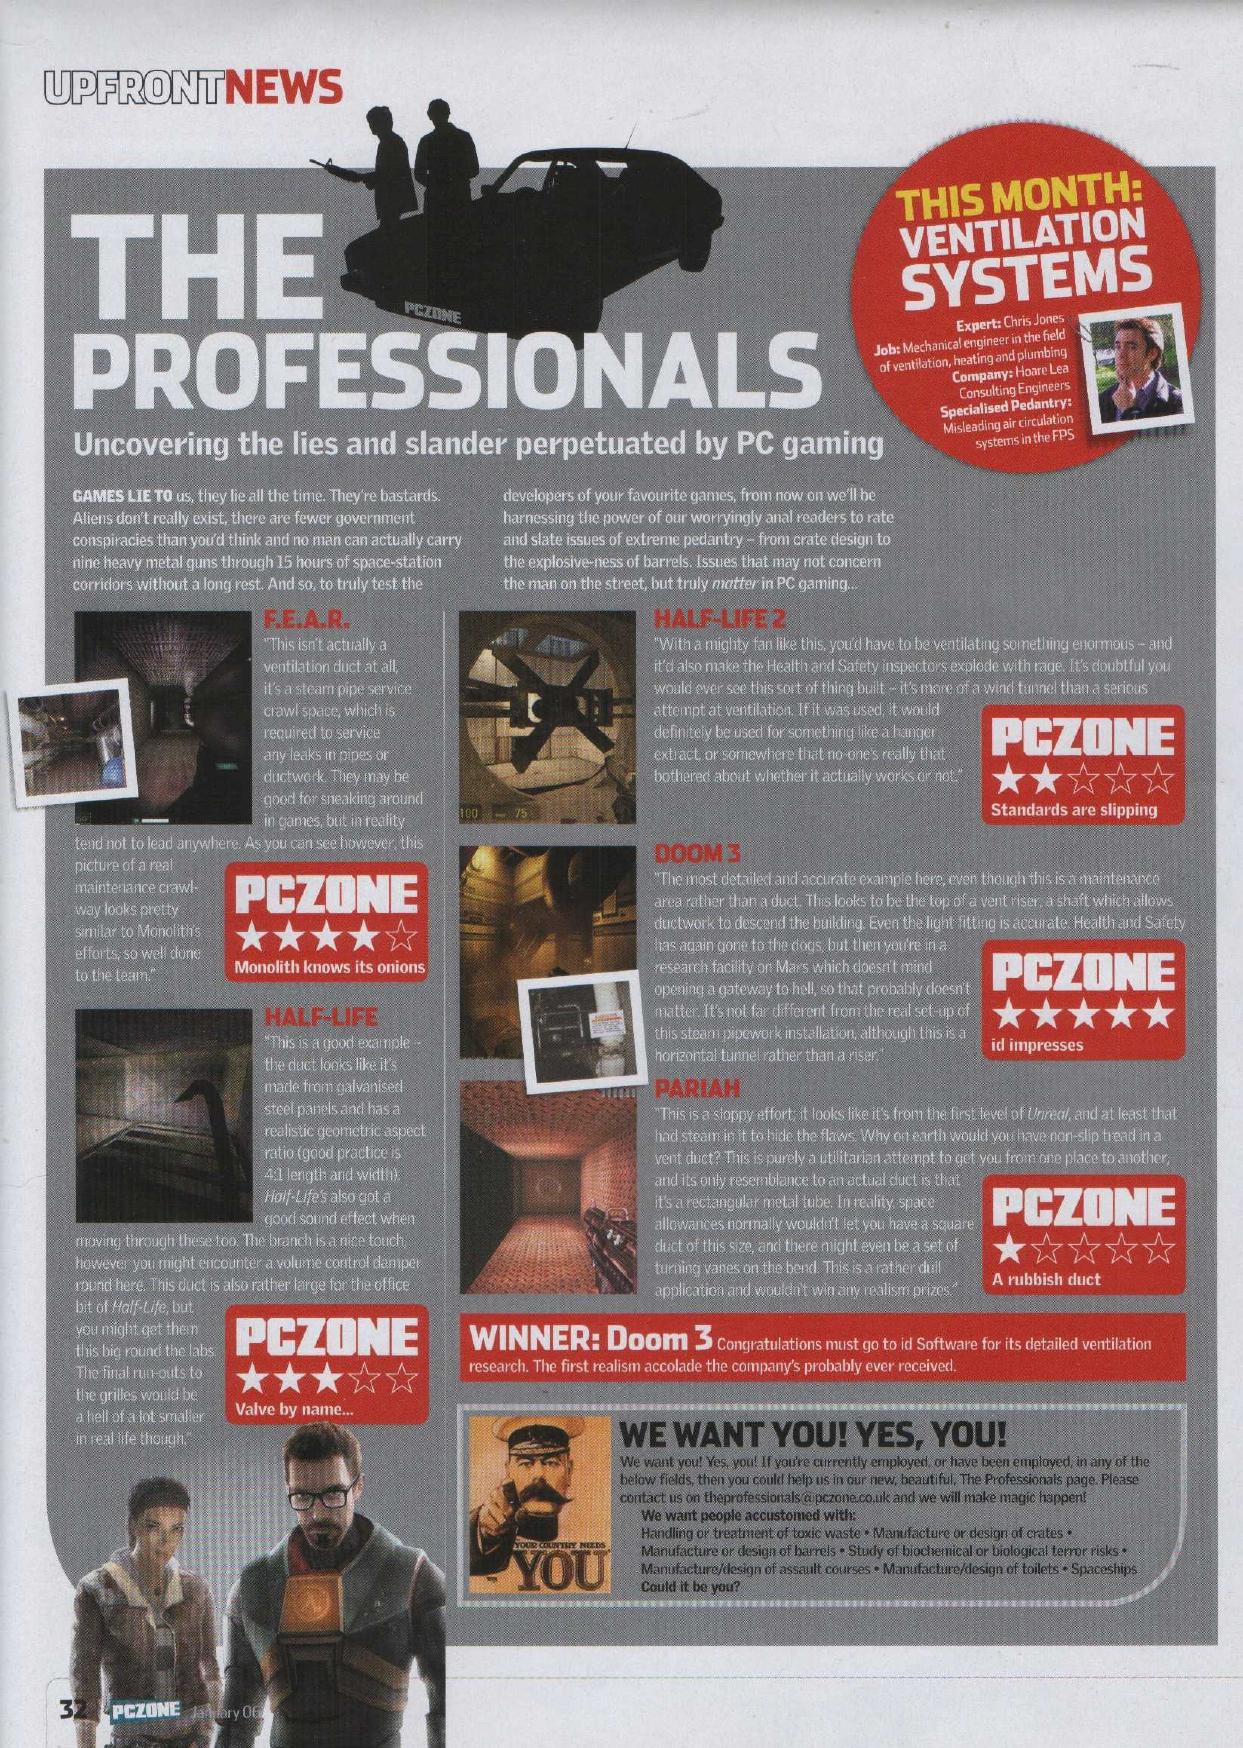 UPFRONTNEWS
THE
PROFESSIONALS
Uncovering the lies and slander perpetuated by PC gaming
PCZONE
THIS MONTH:
VENTILATION
SYSTEMS
Expert: Chris Jones
Job: Mechanical engineer in the field
of ventilation, heating and plumbing
Company: Hoare Lea
Consulting Engineers
Specialised Pedantry:
Misleading air circulation
systems in the FPS
GAMES LIE TO us, they lie all the time. They're bastards.
Aliens don't really exist, there are fewer government
conspiracies than you'd think and no man can actually carry
nine heavy metal guns through 15 hours of space-station
corridors without a long rest. And so, to truly test the
developers of your favourite games, from now on we'll be
harnessing the power of our worryingly anal readers to rate
and slate issues of extreme pedantry – from crate design to
the explosive-ness of barrels. Issues that may not concern
the man on the street, but truly matter in PC gaming...
F.E.A.R.
"This isn't actually a
ventilation duct at all,
it's a steam pipe service
crawl space, which is
required to service
any leaks in pipes or
ductwork. They may be
good for sneaking around
in games, but in reality
tend not to lead anywhere. As you can see however, this
picture of a real
maintenance crawl-
way looks pretty
similar to Monolith's
efforts, so well done
to the team."
PCZONE
Monolith knows its onions
HALF-LIFE
"This is a good example –
the duct looks like it's
made from galvanised
steel panels and has a
realistic geometric aspect
ratio (good practice is
4:1 length and width).
Half-Life's also got a
good sound effect when
moving through these too. The branch is a nice touch,
however you might encounter a volume control damper
round here. This duct is also rather large for the office
bit of Half-Life, but
you might get them
this big round the labs.
The final run-outs to
the grilles would be
a hell of a lot smaller
in real life though."
PCZONE
Valve by name...
HALF-LIFE 2
"With a mighty fan like this, you'd have to be ventilating something enormous – and
it'd also make the Health and Safety inspectors explode with rage. It's doubtful you
would ever see this sort of thing built – it's more of a wind tunnel than a serious
attempt at ventilation. If it was used, it would
definitely be used for something like a hanger
extract, or somewhere that no-one's really that
bothered about whether it actually works or not."
100 75
PCZONE
Standards are slipping
DOOM 3
"The most detailed and accurate example here, even though this is a maintenance
area rather than a duct. This looks to be the top of a vent riser, a shaft which allows
ductwork to descend the building. Even the light fitting is accurate. Health and Safety
has again gone to the dogs, but then you're in a
research facility on Mars which doesn't mind
opening a gateway to hell, so that probably doesn't
matter. It's not far different from the real set-up of
this steam pipework installation, although this is a
horizontal tunnel rather than a riser."
PCZONE
id impresses
PARIAH
"This is a sloppy effort; it looks like it's from the first level of Unreal, and at least that
had steam in it to hide the flaws. Why on earth would you have non-slip tread in a
vent duct? This is purely a utilitarian attempt to get you from one place to another,
and its only resemblance to an actual duct is that
it's a rectangular metal tube. In reality, space
allowances normally wouldn't let you have a square
duct of this size, and there might even be a set of
turning vanes on the bend. This is a rather dull
application and wouldn't win any realism prizes."
PCZONE
A rubbish duct
WINNER: Doom 3 Congratulations must go to id Software for its detailed ventilation
research. The first realism accolade the company's probably ever received.
YOUR COUNTRY NEEDS
YOU
WE WANT YOU! YES, YOU!
We want you! Yes, you! If you're currently employed, or have been employed, in any of the
below fields, then you could help us in our new, beautiful, The Professionals page. Please
contact us on theprofessionals@pczone.co.uk and we will make magic happen!
We want people accustomed with:
Handling or treatment of toxic waste • Manufacture or design of crates •
Manufacture or design of barrels • Study of biochemical or biological terror risks •
Manufacture/design of assault courses • Manufacture/design of toilets • Spaceships
Could it be you?
32 PCZONE January 06